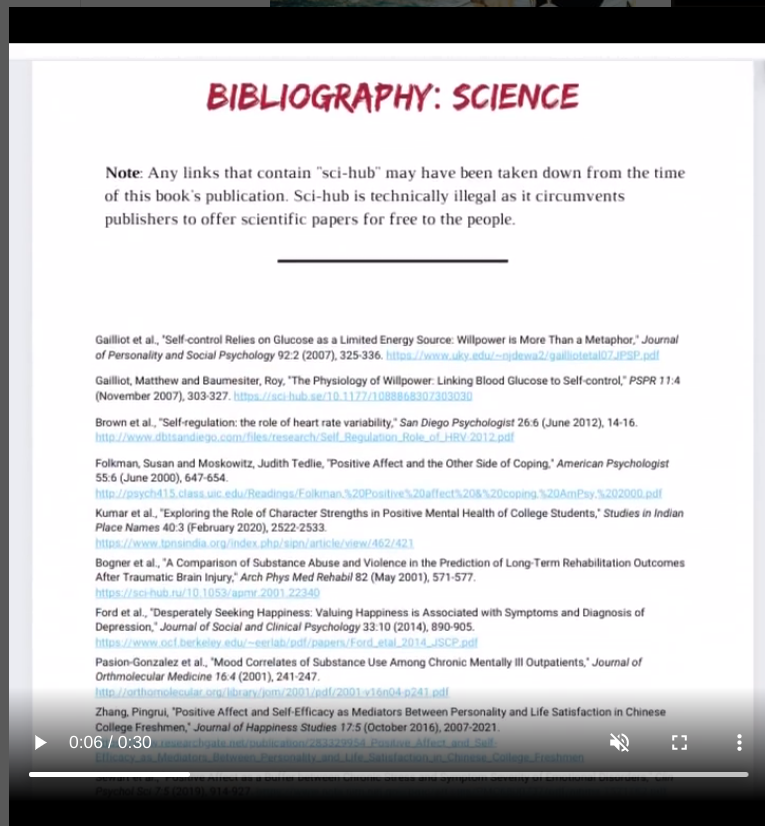 BIBLIOGRAPHY: SCIENCE
Note: Any links that contain "sci-hub" may have been taken down from the time
of this book's publication. Sci-hub is technically illegal as it circumvents
publishers to offer scientific papers for free to the people.
Gailliot et al., "Self-control Relies on Glucose as a Limited Energy Source: Willpower is More Than a Metaphor," Journal
of Personality and Social Psychology 92:2 (2007), 325-336. https://www.uky.edu/~njdewa2/gailliotetal07JPSP.pdf
Gailliot, Matthew and Baumesiter, Roy, "The Physiology of Willpower: Linking Blood Glucose to Self-control," PSPR 11:4
(November 2007), 303-327. https://sci-hub.se/10.1177/1088868307303030
Brown et al., "Self-regulation: the role of heart rate variability," San Diego Psychologist 26:6 (June 2012), 14-16.
http://www.dbtsandiego.com/files/research/Self_Regulation_Role_of_HRV-2012.pdf
Folkman, Susan and Moskowitz, Judith Tedlie, "Positive Affect and the Other Side of Coping," American Psychologist
55:6 (June 2000), 647-654.
http://psych415.class.uic.edu/Readings/Folkman,%20Positive%20affect%20&%20coping,%20AmPsy,%202000.pdf
Kumar et al., "Exploring the Role of Character Strengths in Positive Mental Health of College Students," Studies in Indian
Place Names 40:3 (February 2020), 2522-2533.
https://www.tpnsindia.org/index.php/sipn/article/view/462/421
Bogner et al., "A Comparison of Substance Abuse and Violence in the Prediction of Long-Term Rehabilitation Outcomes
After Traumatic Brain Injury," Arch Phys Med Rehabil 82 (May 2001), 571-577.
https://sci-hub.ru/10.1053/apmr.2001.22340
Ford et al., "Desperately Seeking Happiness: Valuing Happiness is Associated with Symptoms and Diagnosis of
Depression," Journal of Social and Clinical Psychology 33:10 (2014), 890-905.
https://www.ocf.berkeley.edu/~eerlab/pdf/papers/Ford_etal_2014_JSCP.pdf
Pasion-Gonzalez et al., "Mood Correlates of Substance Use Among Chronic Mentally Ill Outpatients," Journal of
Orthmolecular Medicine 16:4 (2001), 241-247.
http://orthomolecular.org/library/jom/2001/pdf/2001-v16n04-p241.pdf
Zhang, Pingrui, "Positive Affect and Self-Efficacy as Mediators Between Personality and Life Satisfaction in Chinese
College Freshmen," Journal of Happiness Studies 17:5 (October 2016), 2007-2021.
0:06 / 0:30
researchgate.net/publication/283329954_Positive_Affect_and_Self-
Efficacy_as_Mediators_Between_Personality_and_Life_Satisfaction_in_Chinese_College_Freshmen